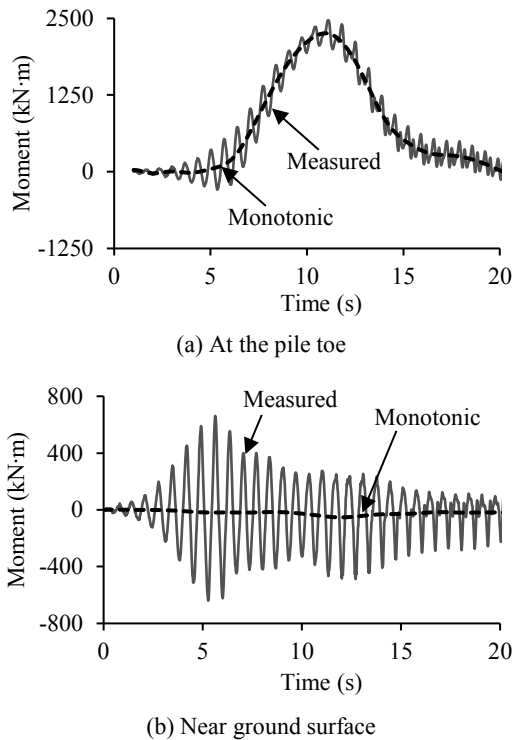 2500
1250
0
-1250
Moment (kN·m)
Measured
Monotonic
0 5 10 15 20
Time (s)
(a) At the pile toe
800
400
0
-400
-800
Moment (kN·m)
Measured
Monotonic
0 5 10 15 20
Time (s)
(b) Near ground surface